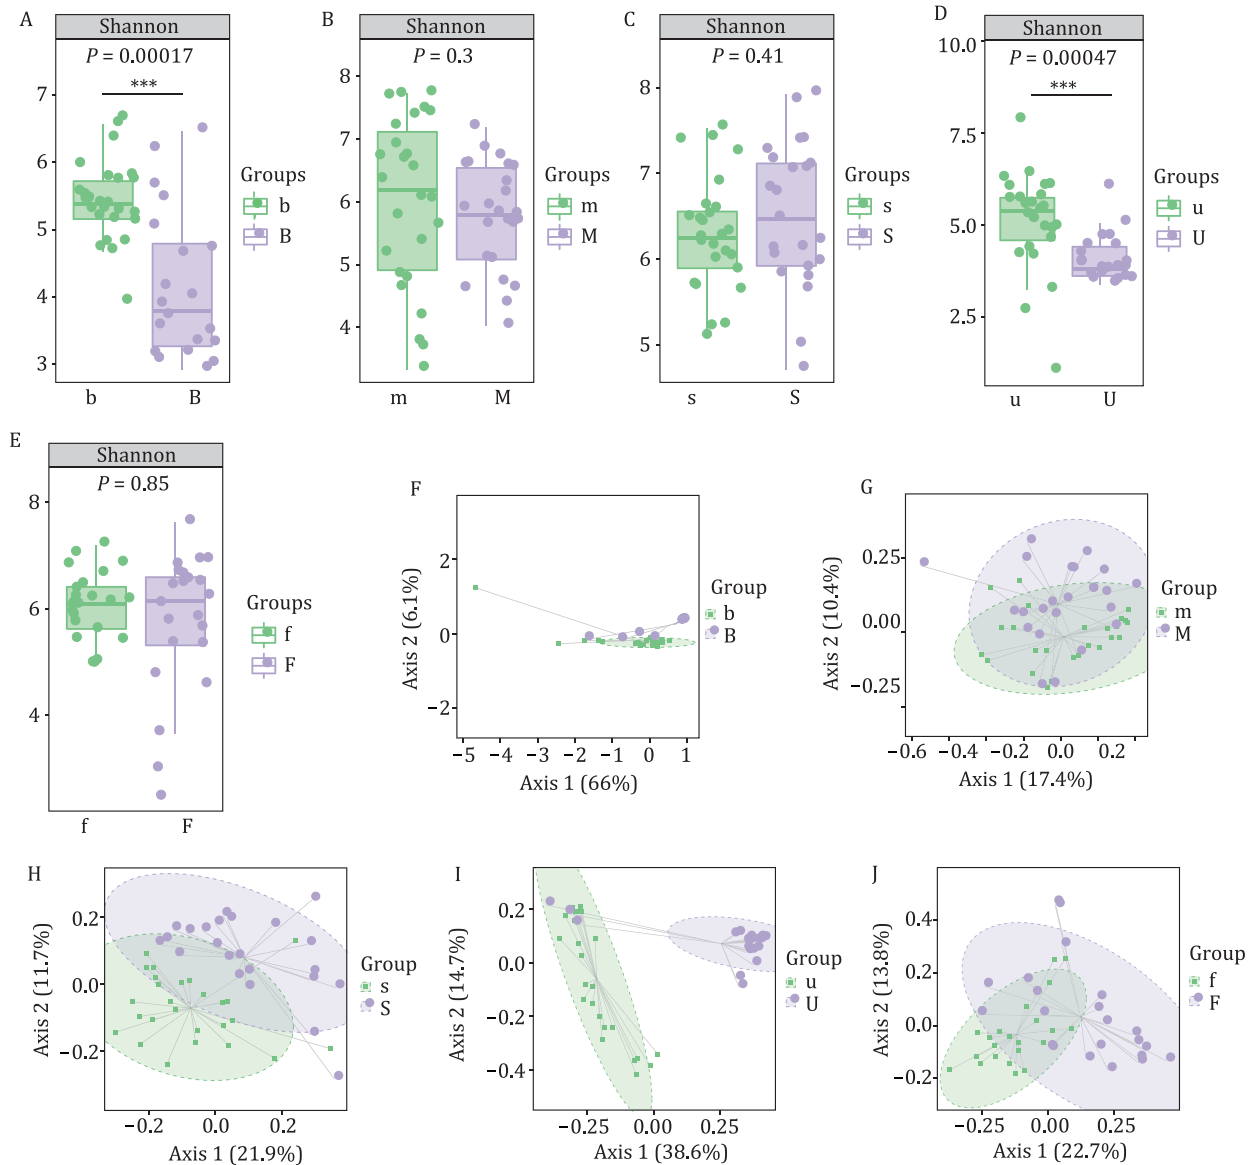 A
Shannon
P = 0.00017
***
7
6
5
4
3
b
B
Groups
b
B
B
Shannon
P = 0.3
8
7
6
5
4
m
M
Groups
m
M
C
Shannon
P = 0.41
8
7
6
5
s
S
Groups
s
S
D
Shannon
P = 0.00047
***
10.0
7.5
5.0
2.5
u
U
Groups
u
U
E
Shannon
P = 0.85
8
6
4
f
F
Groups
f
F
F
Axis 2 (6.1%)
2
0
−2
−5 −4 −3 −2 −1 0 1
Axis 1 (66%)
Group
b
B
G
Axis 2 (10.4%)
0.25
0.00
−0.25
−0.6 −0.4 −0.2 0.0 0.2
Axis 1 (17.4%)
Group
m
M
H
Axis 2 (11.7%)
0.2
0.0
−0.2
−0.2 0.0 0.2
Axis 1 (21.9%)
Group
s
S
I
Axis 2 (14.7%)
0.2
0.0
−0.2
−0.4
−0.25 0.00 0.25
Axis 1 (38.6%)
Group
u
U
J
Axis 2 (13.8%)
0.4
0.2
0.0
−0.2
−0.25 0.00 0.25
Axis 1 (22.7%)
Group
f
F